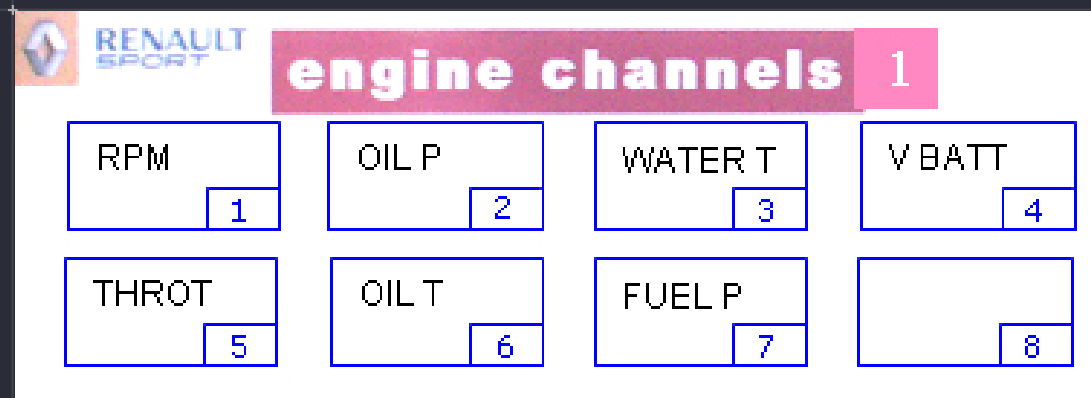 RENAULT
SPORT
engine channels 1
RPM OIL P WATER T V BATT
1 2 3 4
THROT OIL T FUEL P
5 6 7 8